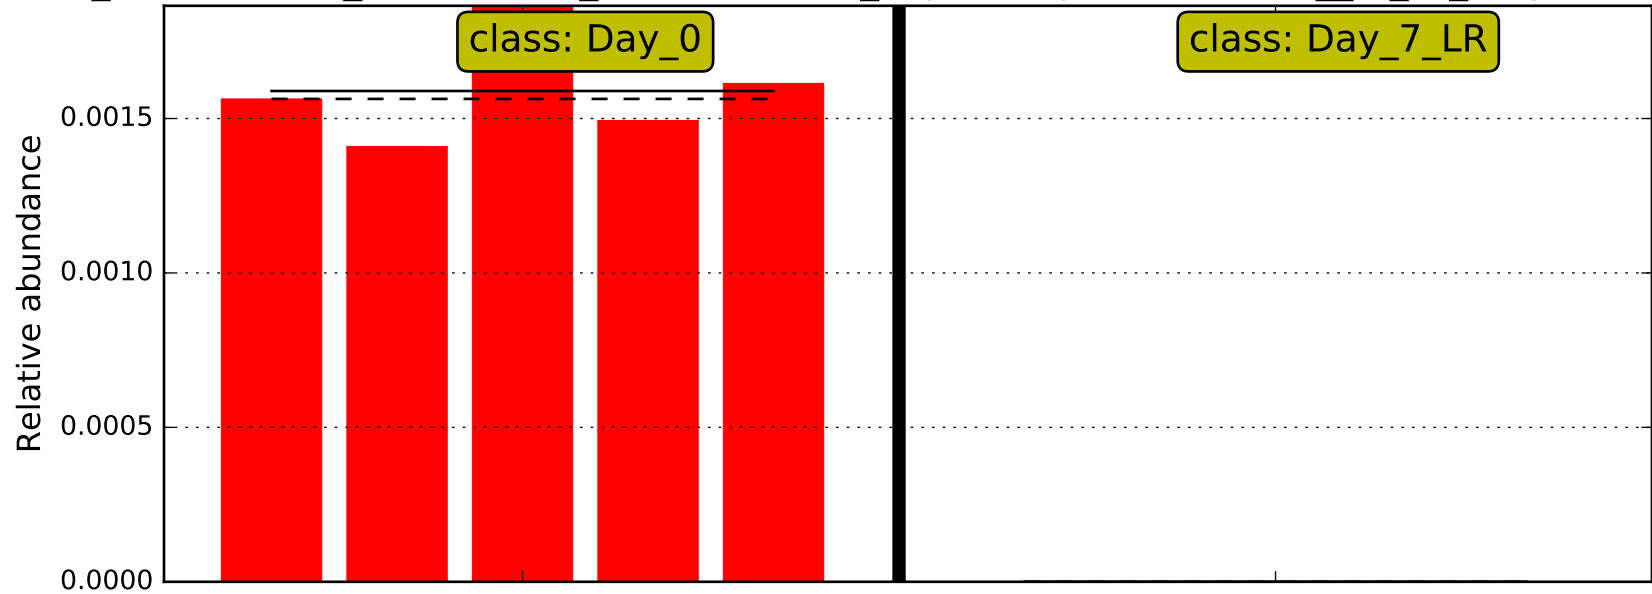 class: Day_0
class: Day_7_LR
Relative abundance
0.0015
0.0010
0.0005
0.0000